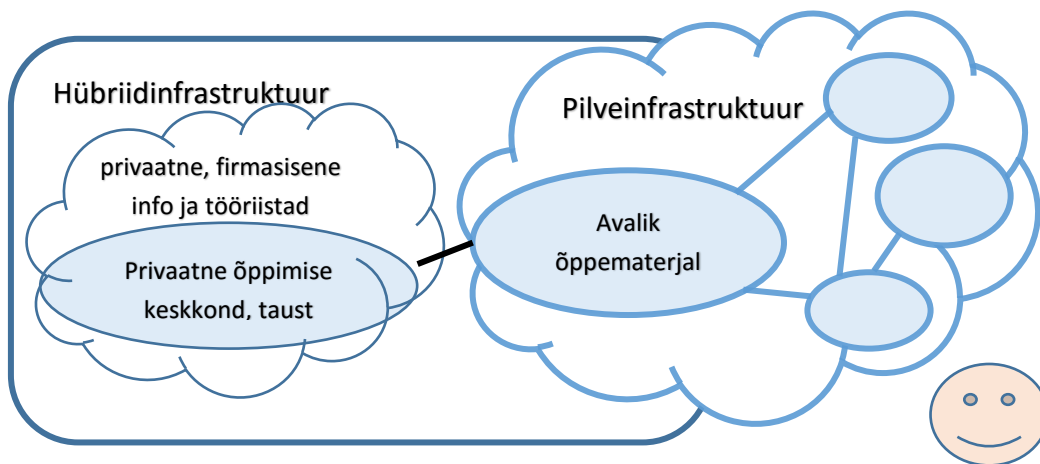 Hübriidinfrastruktuur
privaatne, firmasisene
info ja tööriistad
Privaatne õppimise
keskkond, taust
Pilveinfrastruktuur
Avalik
õppematerjal